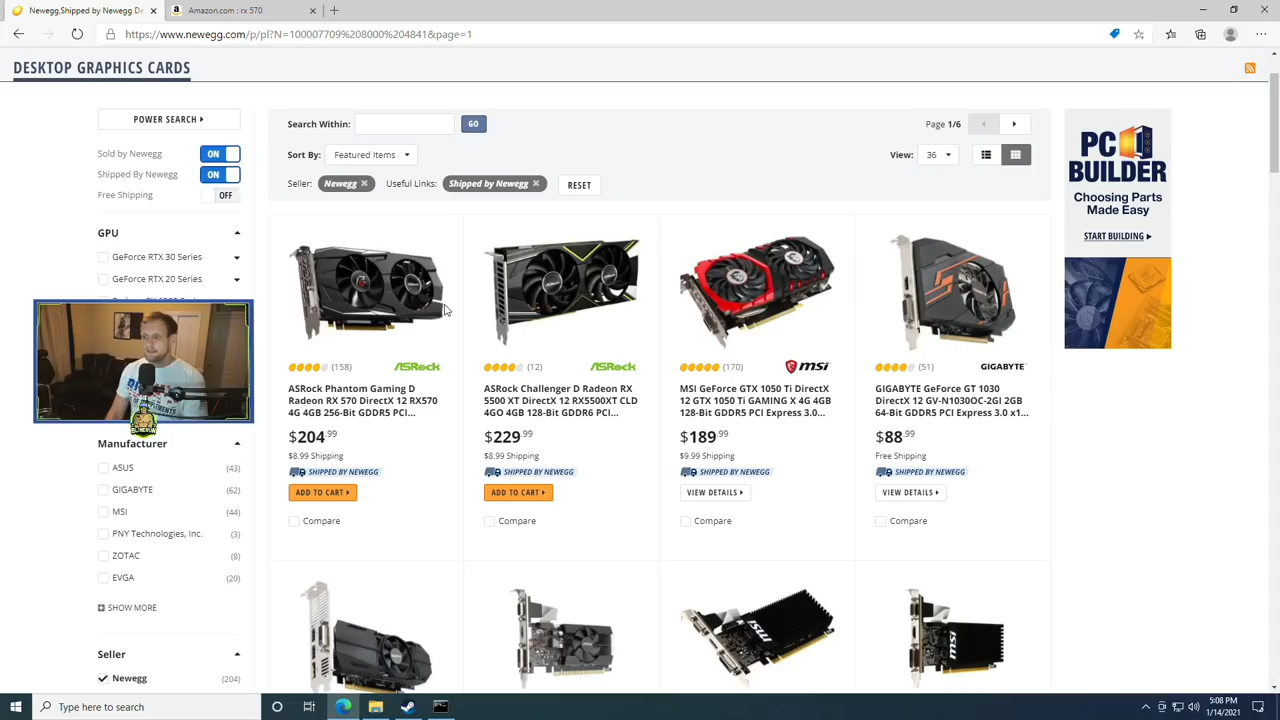 Newegg,Shipped by Newegg De
Amazon.com : rx 570
https://www.newegg.com/p/pl?N=100007709%208000%204841&page=1
DESKTOP GRAPHICS CARDS
POWER SEARCH
Sold by Newegg ON
Shipped By Newegg ON
Free Shipping OFF
GPU
GeForce RTX 30 Series
GeForce RTX 20 Series
Manufacturer
ASUS (43)
GIGABYTE (62)
MSI (44)
PNY Technologies, Inc. (3)
ZOTAC (8)
EVGA (20)
SHOW MORE
Seller
Newegg (204)
Search Within: GO
Page 1/6
Sort By: Featured Items
View: 36
Seller: Newegg Useful Links: Shipped by Newegg RESET
(158) ASRock
ASRock Phantom Gaming D
Radeon RX 570 DirectX 12 RX570
4G 4GB 256-Bit GDDR5 PCI...
$204.99
$8.99 Shipping
SHIPPED BY NEWEGG
ADD TO CART
Compare
(12) ASRock
ASRock Challenger D Radeon RX
5500 XT DirectX 12 RX5500XT CLD
4GO 4GB 128-Bit GDDR6 PCI...
$229.99
$8.99 Shipping
SHIPPED BY NEWEGG
ADD TO CART
Compare
(170) msi
MSI GeForce GTX 1050 Ti DirectX
12 GTX 1050 Ti GAMING X 4G 4GB
128-Bit GDDR5 PCI Express 3.0...
$189.99
$9.99 Shipping
SHIPPED BY NEWEGG
VIEW DETAILS
Compare
(51) GIGABYTE
GIGABYTE GeForce GT 1030
DirectX 12 GV-N1030OC-2GI 2GB
64-Bit GDDR5 PCI Express 3.0 x1...
$88.99
Free Shipping
SHIPPED BY NEWEGG
VIEW DETAILS
Compare
PC
BUILDER
Choosing Parts
Made Easy
START BUILDING
Type here to search
5:08 PM
1/14/2021